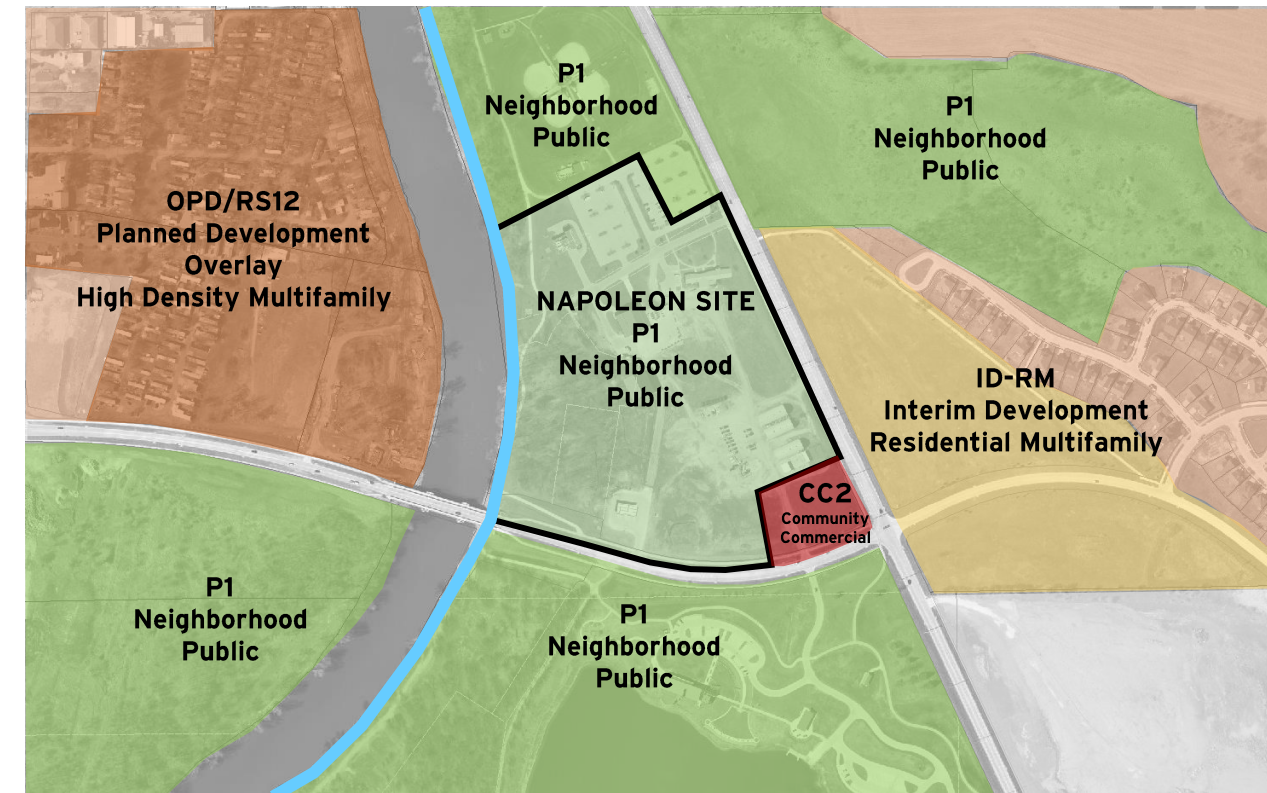 P1
Neighborhood
Public
P1
Neighborhood
Public
OPD/RS12
Planned Development
Overlay
High Density Multifamily
NAPOLEON SITE
P1
Neighborhood
Public
ID-RM
Interim Development
Residential Multifamily
CC2
Community
Commercial
P1
Neighborhood
Public
P1
Neighborhood
Public